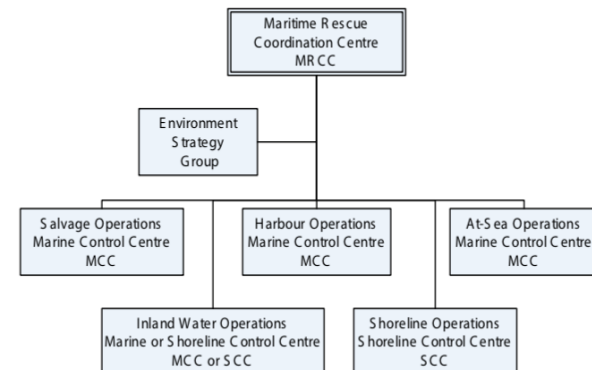 Maritime Rescue
Coordination Centre
MRCC
Environment
Strategy
Group
Salvage Operations
Marine Control Centre
MCC
Harbour Operations
Marine Control Centre
MCC
At-Sea Operations
Marine Control Centre
MCC
Inland Water Operations
Marine or Shoreline Control Centre
MCC or SCC
Shoreline Operations
Shoreline Control Centre
SCC